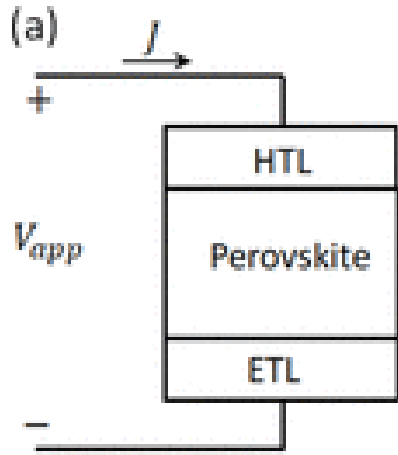 (a)
J
+
HTL
V_app
Perovskite
ETL
−